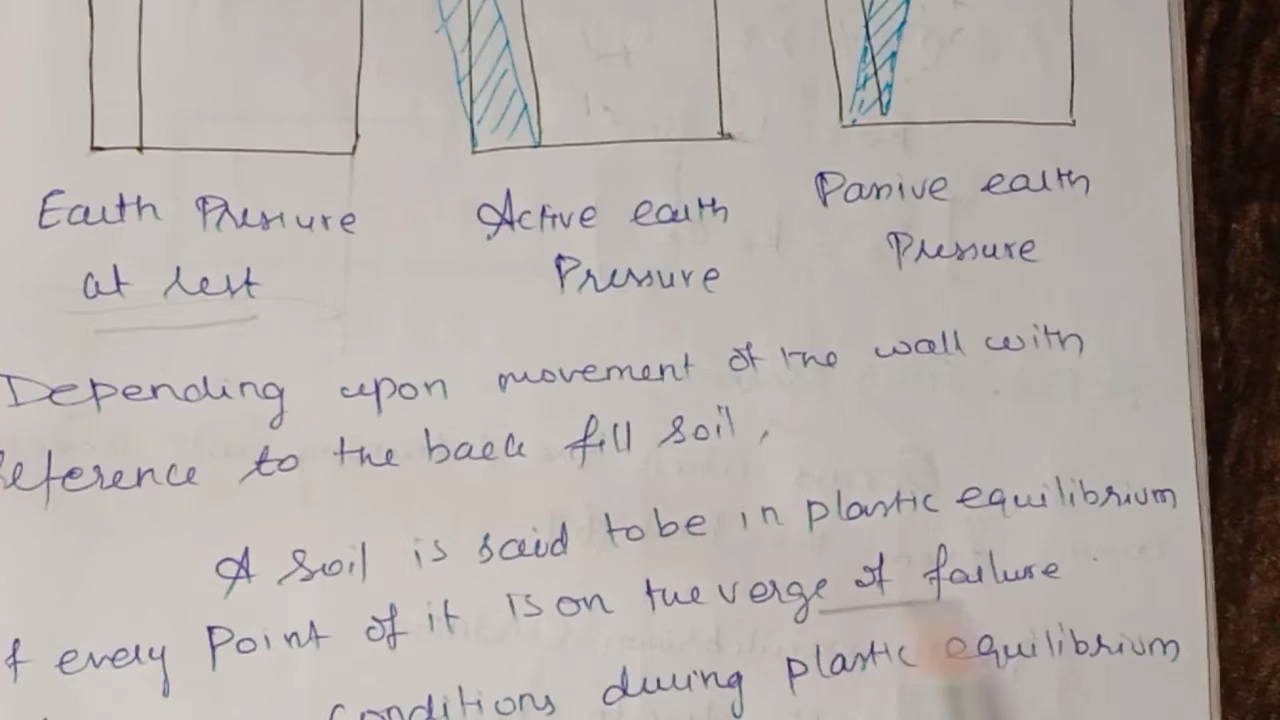 Earth Pressure
at rest
Active earth
Pressure
Passive earth
Pressure
Depending upon movement of the wall with
reference to the back fill soil,
A soil is said to be in plastic equilibrium
if every point of it is on the verge of failure
conditions during plastic equilibrium